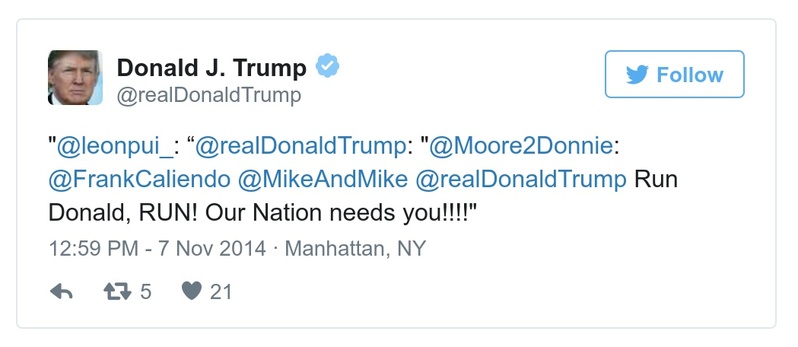 Donald J. Trump
@realDonaldTrump
Follow
"@leonpui_: “@realDonaldTrump: "@Moore2Donnie:
@FrankCaliendo @MikeAndMike @realDonaldTrump Run
Donald, RUN! Our Nation needs you!!!!"
12:59 PM - 7 Nov 2014 · Manhattan, NY
5 21